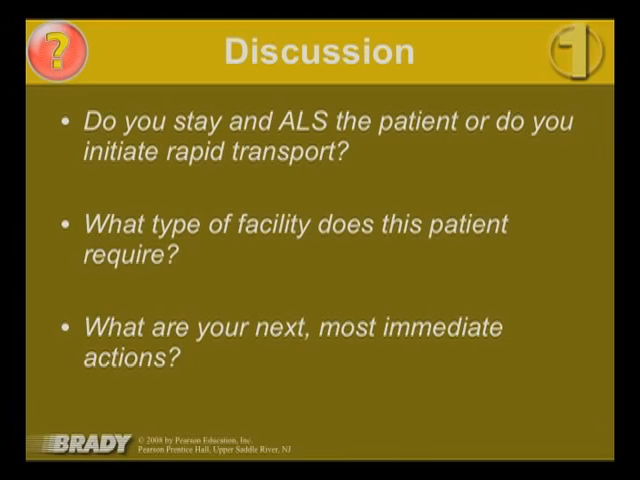 ?
Discussion
1
• Do you stay and ALS the patient or do you
initiate rapid transport?
• What type of facility does this patient
require?
• What are your next, most immediate
actions?
BRADY
© 2008 by Pearson Education, Inc.
Pearson Prentice Hall, Upper Saddle River, NJ